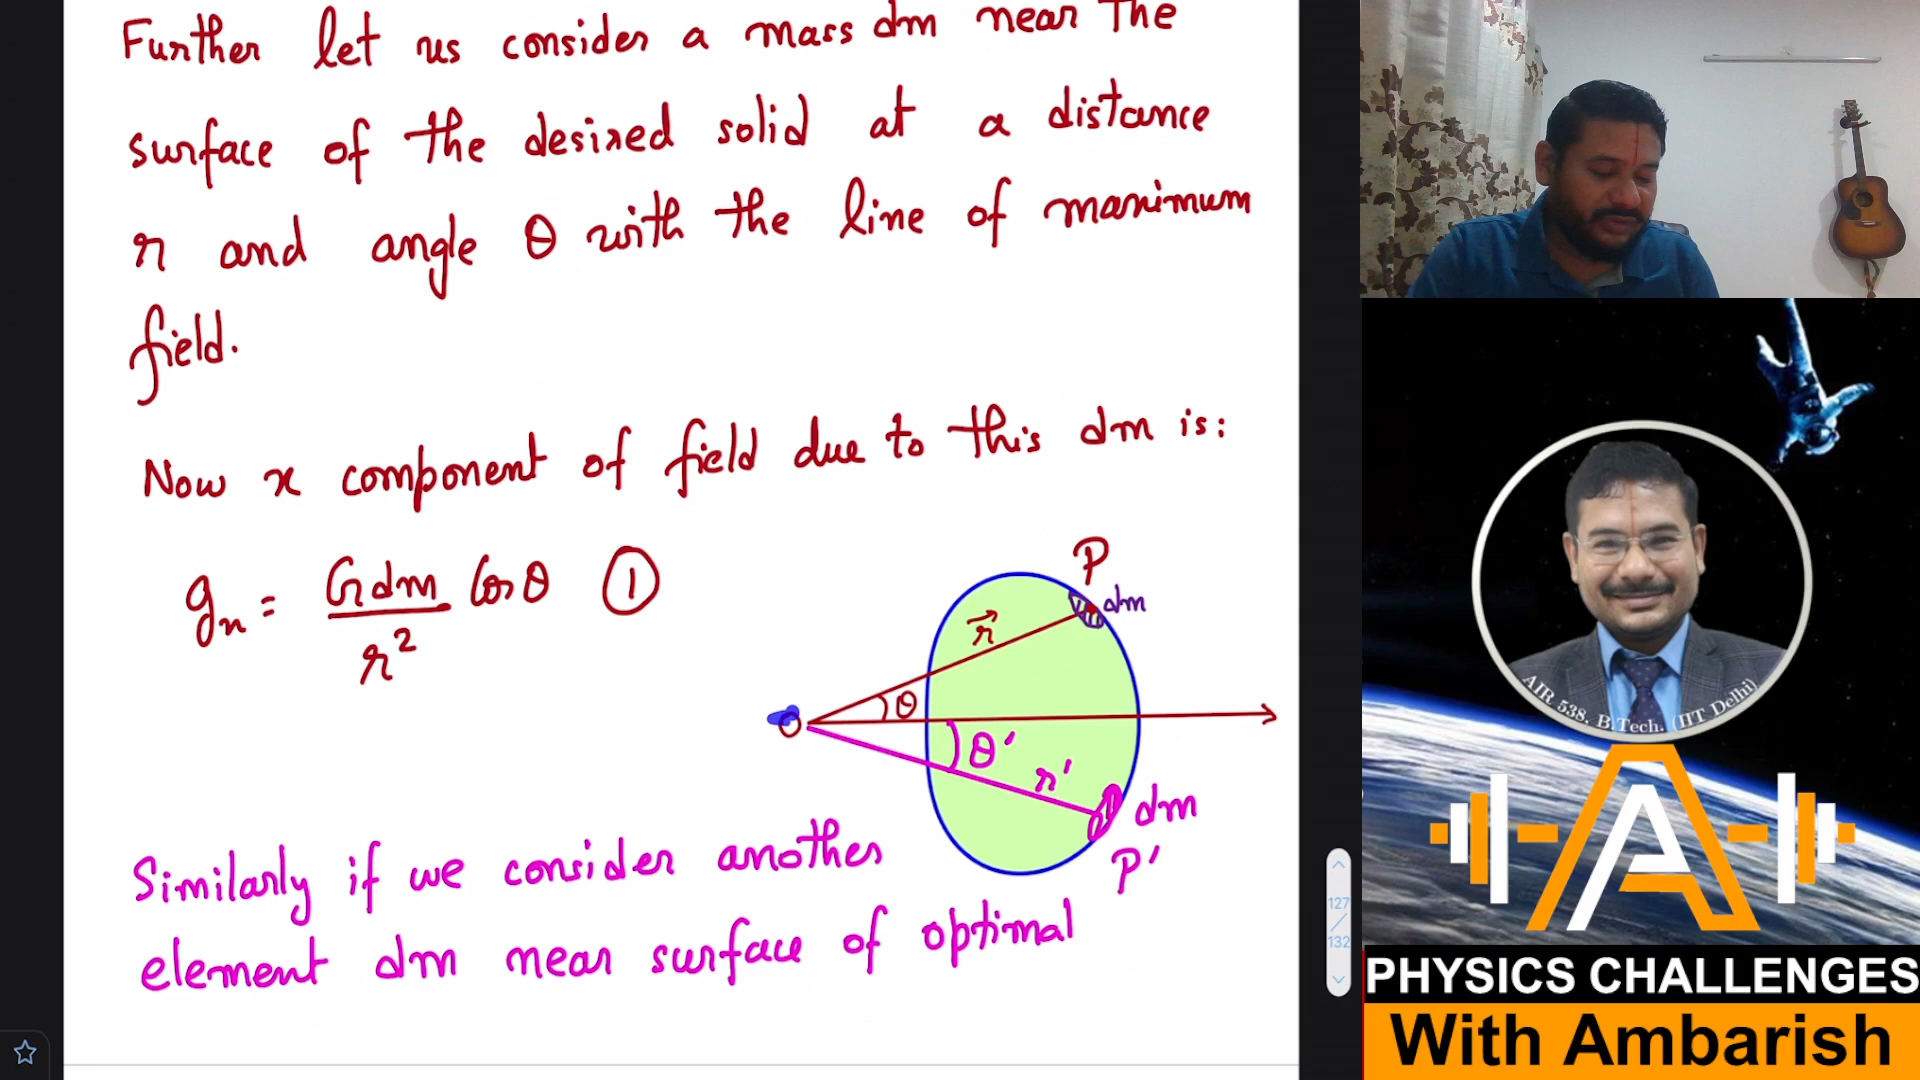 Further let us consider a mass dm near the
surface of the desired solid at a distance
r and angle θ with the line of maximum
field.
Now x component of field due to this dm is:
gx = G dm / r² Cos θ ①
P
dm
r⃗
θ
O
θ'
r'
dm
P'
Similarly if we consider another
element dm near surface of optimal
127
/
132
AIR 538, B.Tech. (IIT Delhi)
PHYSICS CHALLENGES
With Ambarish